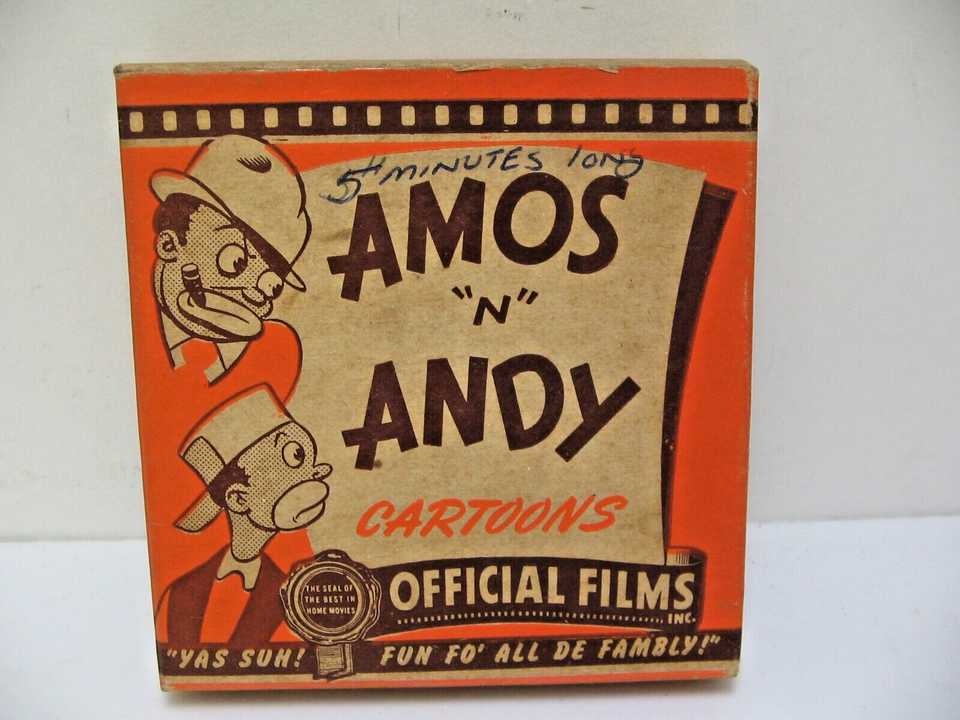 5 MINUTES long
AMOS
"N"
ANDY
CARTOONS
THE SEAL OF
THE BEST IN
HOME MOVIES
OFFICIAL FILMS
INC.
"YAS SUH! FUN FO' ALL DE FAMBLY!"